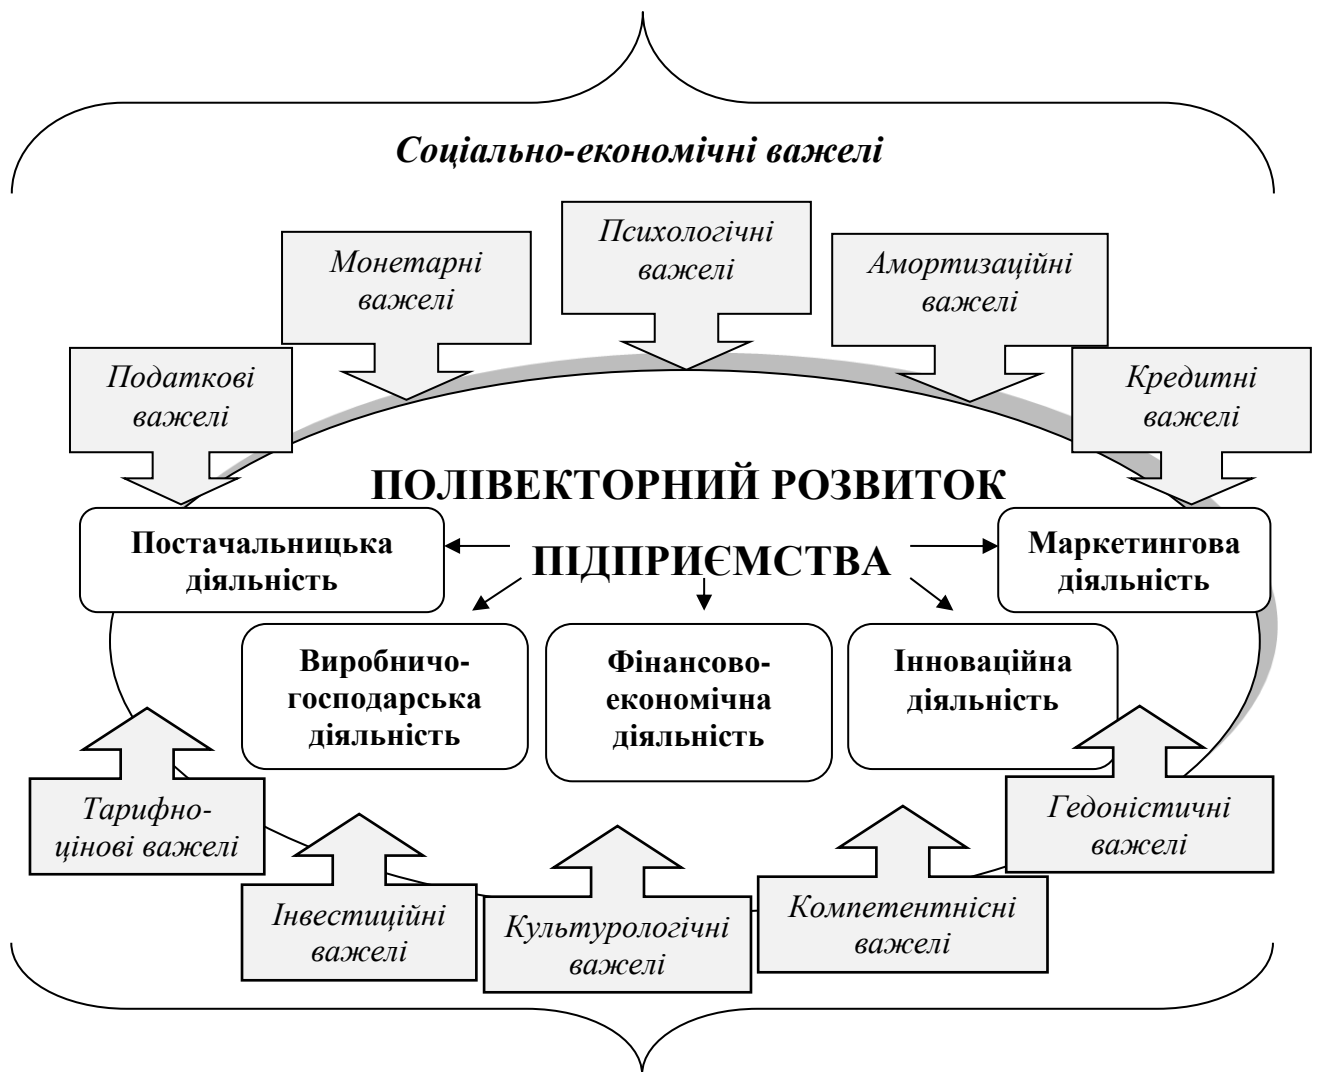 Соціально-економічні важелі
Психологічні
важелі
Монетарні
важелі
Амортизаційні
важелі
Податкові
важелі
Кредитні
важелі
ПОЛІВЕКТОРНИЙ РОЗВИТОК
ПІДПРИЄМСТВА
Постачальницька
діяльність
Маркетингова
діяльність
Виробничо-
господарська
діяльність
Фінансово-
економічна
діяльність
Інноваційна
діяльність
Тарифно-
цінові важелі
Гедоністичні
важелі
Інвестиційні
важелі
Культурологічні
важелі
Компетентнісні
важелі